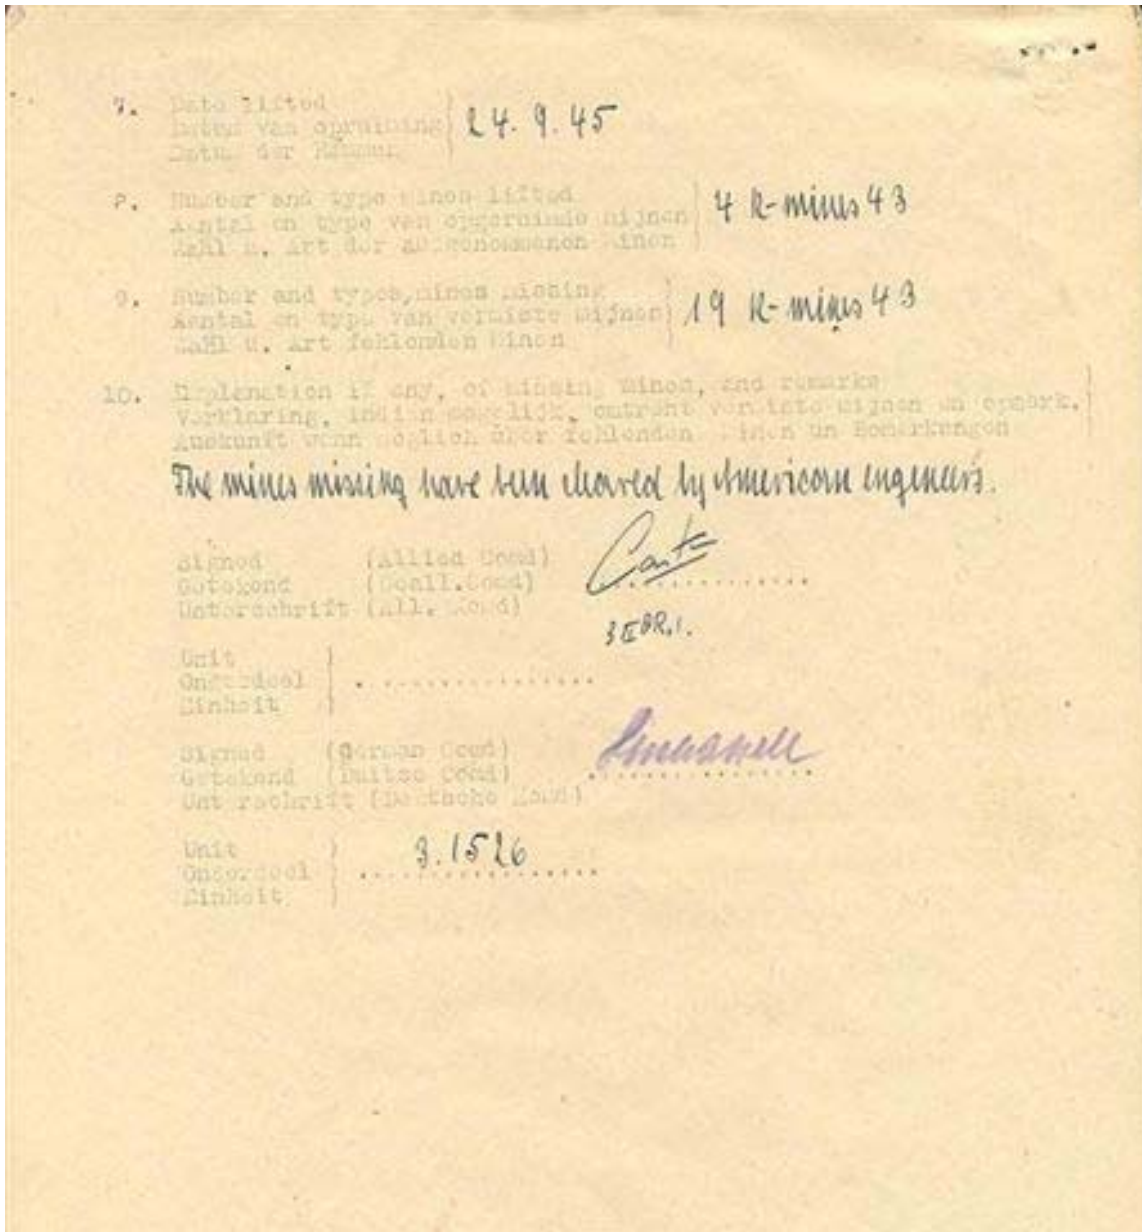 7. Date lifted
Datum van opruiming
Datum der Räumung
24. 9. 45
8. Number and type mines lifted
Aantal en type van opgeruimde mijnen
Zahl u. Art der aufgenommenen Minen
4 R-mines 43
9. Number and types, mines missing
Aantal en type van vermiste mijnen
Zahl u. Art fehlenden Minen
19 R-mines 43
10. Explanation if any, of missing minen, and remarks
Verklaring, indien mogelijk, omtrent vermiste mijnen en opmerk.
Auskunft wenn möglich über fehlenden Minen un Bemerkungen
The mines missing have been cleared by American engeneers.
Signed (Allied Comd)
Getekend (Geall.Comd)
Unterschrift (All. Komd)
Unit
Onderdeel
Einheit
Signed (German Comd)
Getekend (Duitse Comd)
Unterschrift (Deutsche Komd)
Unit
Onderdeel
Einheit
3.1526